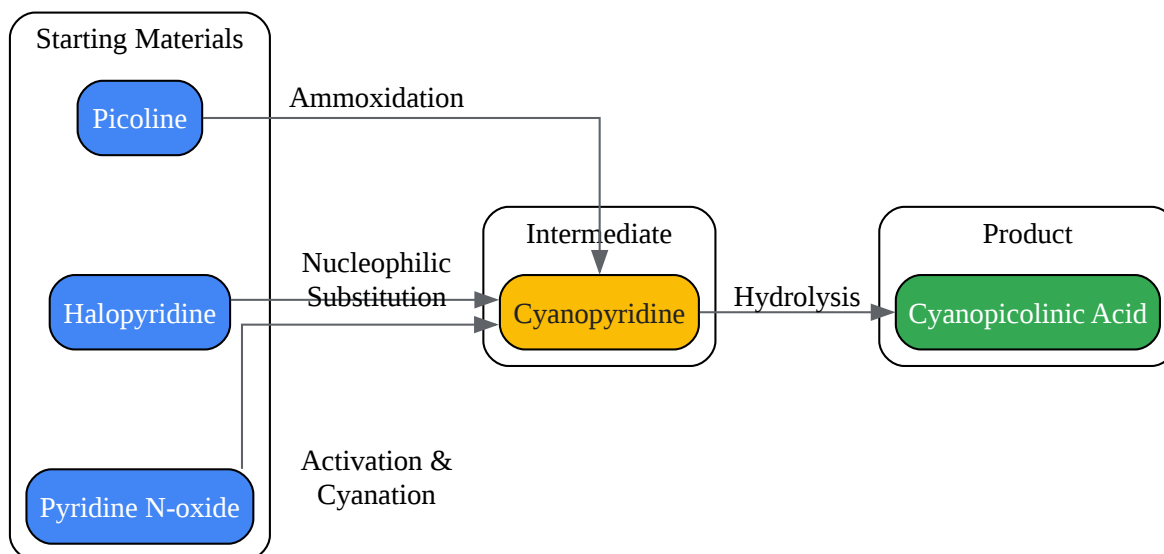 Starting Materials
Picoline
Ammoxidation
Intermediate
Product
Nucleophilic
Substitution
Halopyridine
Cyanopyridine
Hydrolysis
Cyanopicolinic Acid
Activation &
Cyanation
Pyridine N-oxide